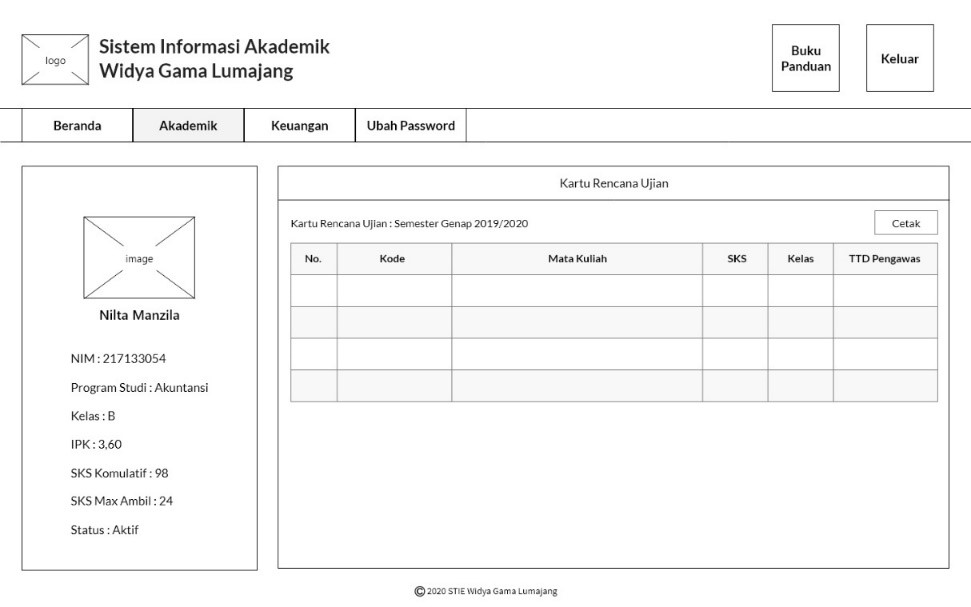 logo
Sistem Informasi Akademik
Widya Gama Lumajang
Buku
Panduan
Keluar
Beranda
Akademik
Keuangan
Ubah Password
image
Nilta Manzila
NIM : 217133054
Program Studi : Akuntansi
Kelas : B
IPK : 3,60
SKS Komulatif : 98
SKS Max Ambil : 24
Status : Aktif
Kartu Rencana Ujian
Kartu Rencana Ujian : Semester Genap 2019/2020
Cetak
No. Kode Mata Kuliah SKS Kelas TTD Pengawas
© 2020 STIE Widya Gama Lumajang